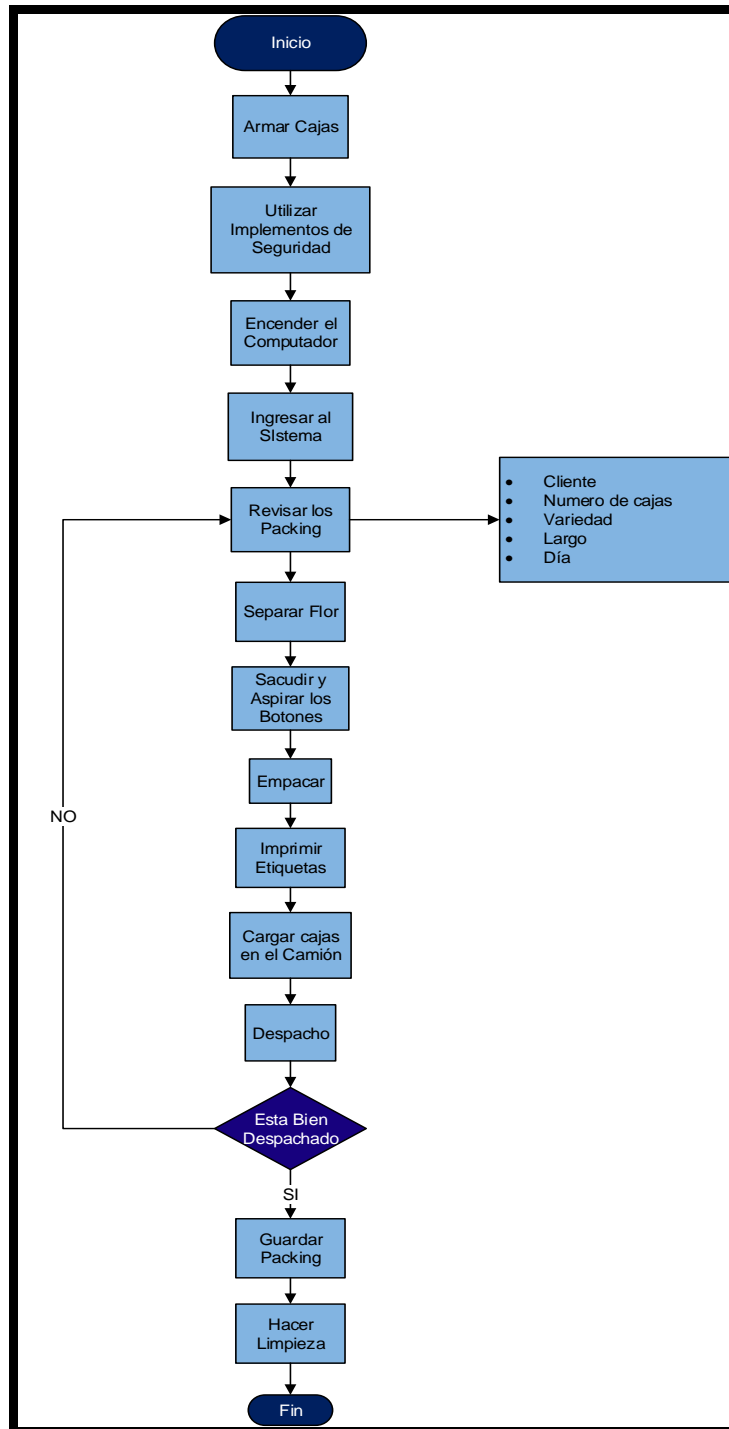 Inicio
Armar Cajas
Utilizar
Implementos de
Seguridad
Encender el
Computador
Ingresar al
SIstema
Revisar los
Packing
• Cliente
• Numero de cajas
• Variedad
• Largo
• Día
Separar Flor
Sacudir y
Aspirar los
Botones
Empacar
NO
Imprimir
Etiquetas
Cargar cajas
en el Camión
Despacho
Esta Bien
Despachado
SI
Guardar
Packing
Hacer
Limpieza
Fin